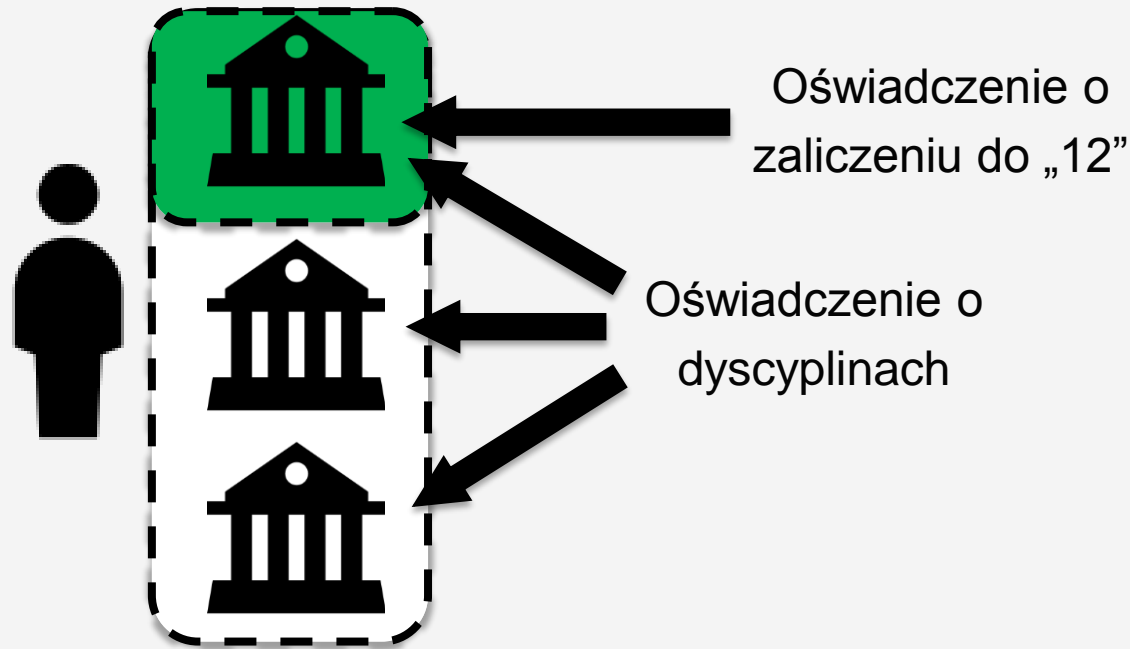 Oświadczenie o
zaliczeniu do „12”
Oświadczenie o
dyscyplinach